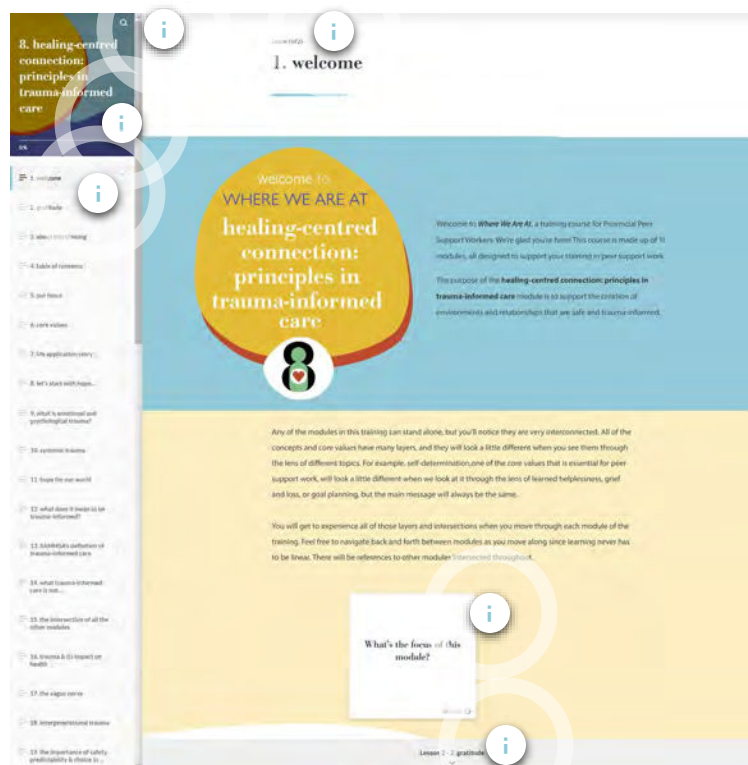 8. healing-centred
connection:
principles in
trauma-informed
care
1. welcome
2. gratitude
4. table of contents
5. our focus
6. core values
7. life application story
8. let's start with hope...
9. what is emotional and
psychological trauma?
10. systemic trauma
11. hope for our world
12. what does it mean to be
trauma-informed?
13. SAMHSA's definition of
trauma-informed care
14. what trauma-informed
care is not...
15. the intersection of all the
other modules
16. trauma & its impact on
health
17. the vagus nerve
18. intergenerational trauma
19. the importance of safety,
predictability & choice in ...
1. welcome
welcome to
WHERE WE ARE AT
healing-centred
connection:
principles in
trauma-informed
care
8
Welcome to Where We Are At, a training course for Provincial Peer
Support Workers. We're glad you're here! This course is made up of 11
modules, all designed to support your training in peer support work.
The purpose of the healing-centred connection: principles in
trauma-informed care module is to support the creation of
environments and relationships that are safe and trauma-informed.
Any of the modules in this training can stand alone, but you'll notice they are very interconnected. All of the
concepts and core values have many layers, and they will look a little different when you see them through
the lens of different topics. For example, self-determination,one of the core values that is essential for peer
support work, will look a little different when we look at it through the lens of learned helplessness, grief
and loss, or goal planning, but the main message will always be the same.
You will get to experience all of those layers and intersections when you move through each module of the
training. Feel free to navigate back and forth between modules as you move along since learning never has
to be linear. There will be references to other modules intersected throughout.
What's the focus of this
module?
Lesson 2 - 2. gratitude
i
i
i
i
i
i